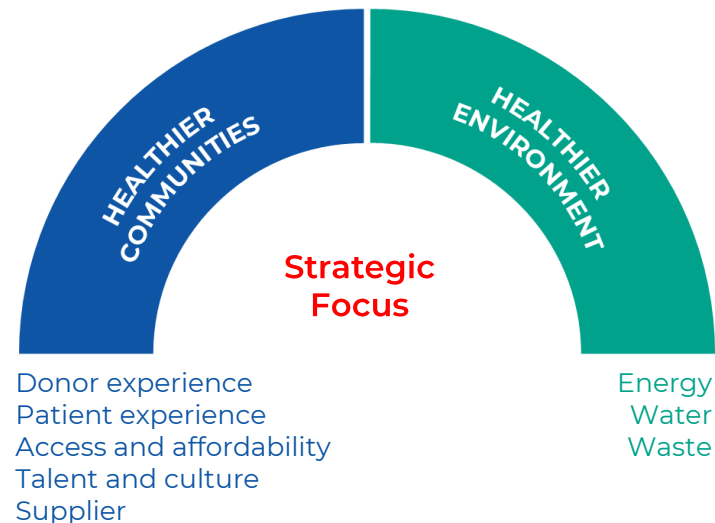 HEALTHIER
COMMUNITIES
HEALTHIER
ENVIRONMENT
Strategic
Focus
Donor experience
Patient experience
Access and affordability
Talent and culture
Supplier
Energy
Water
Waste